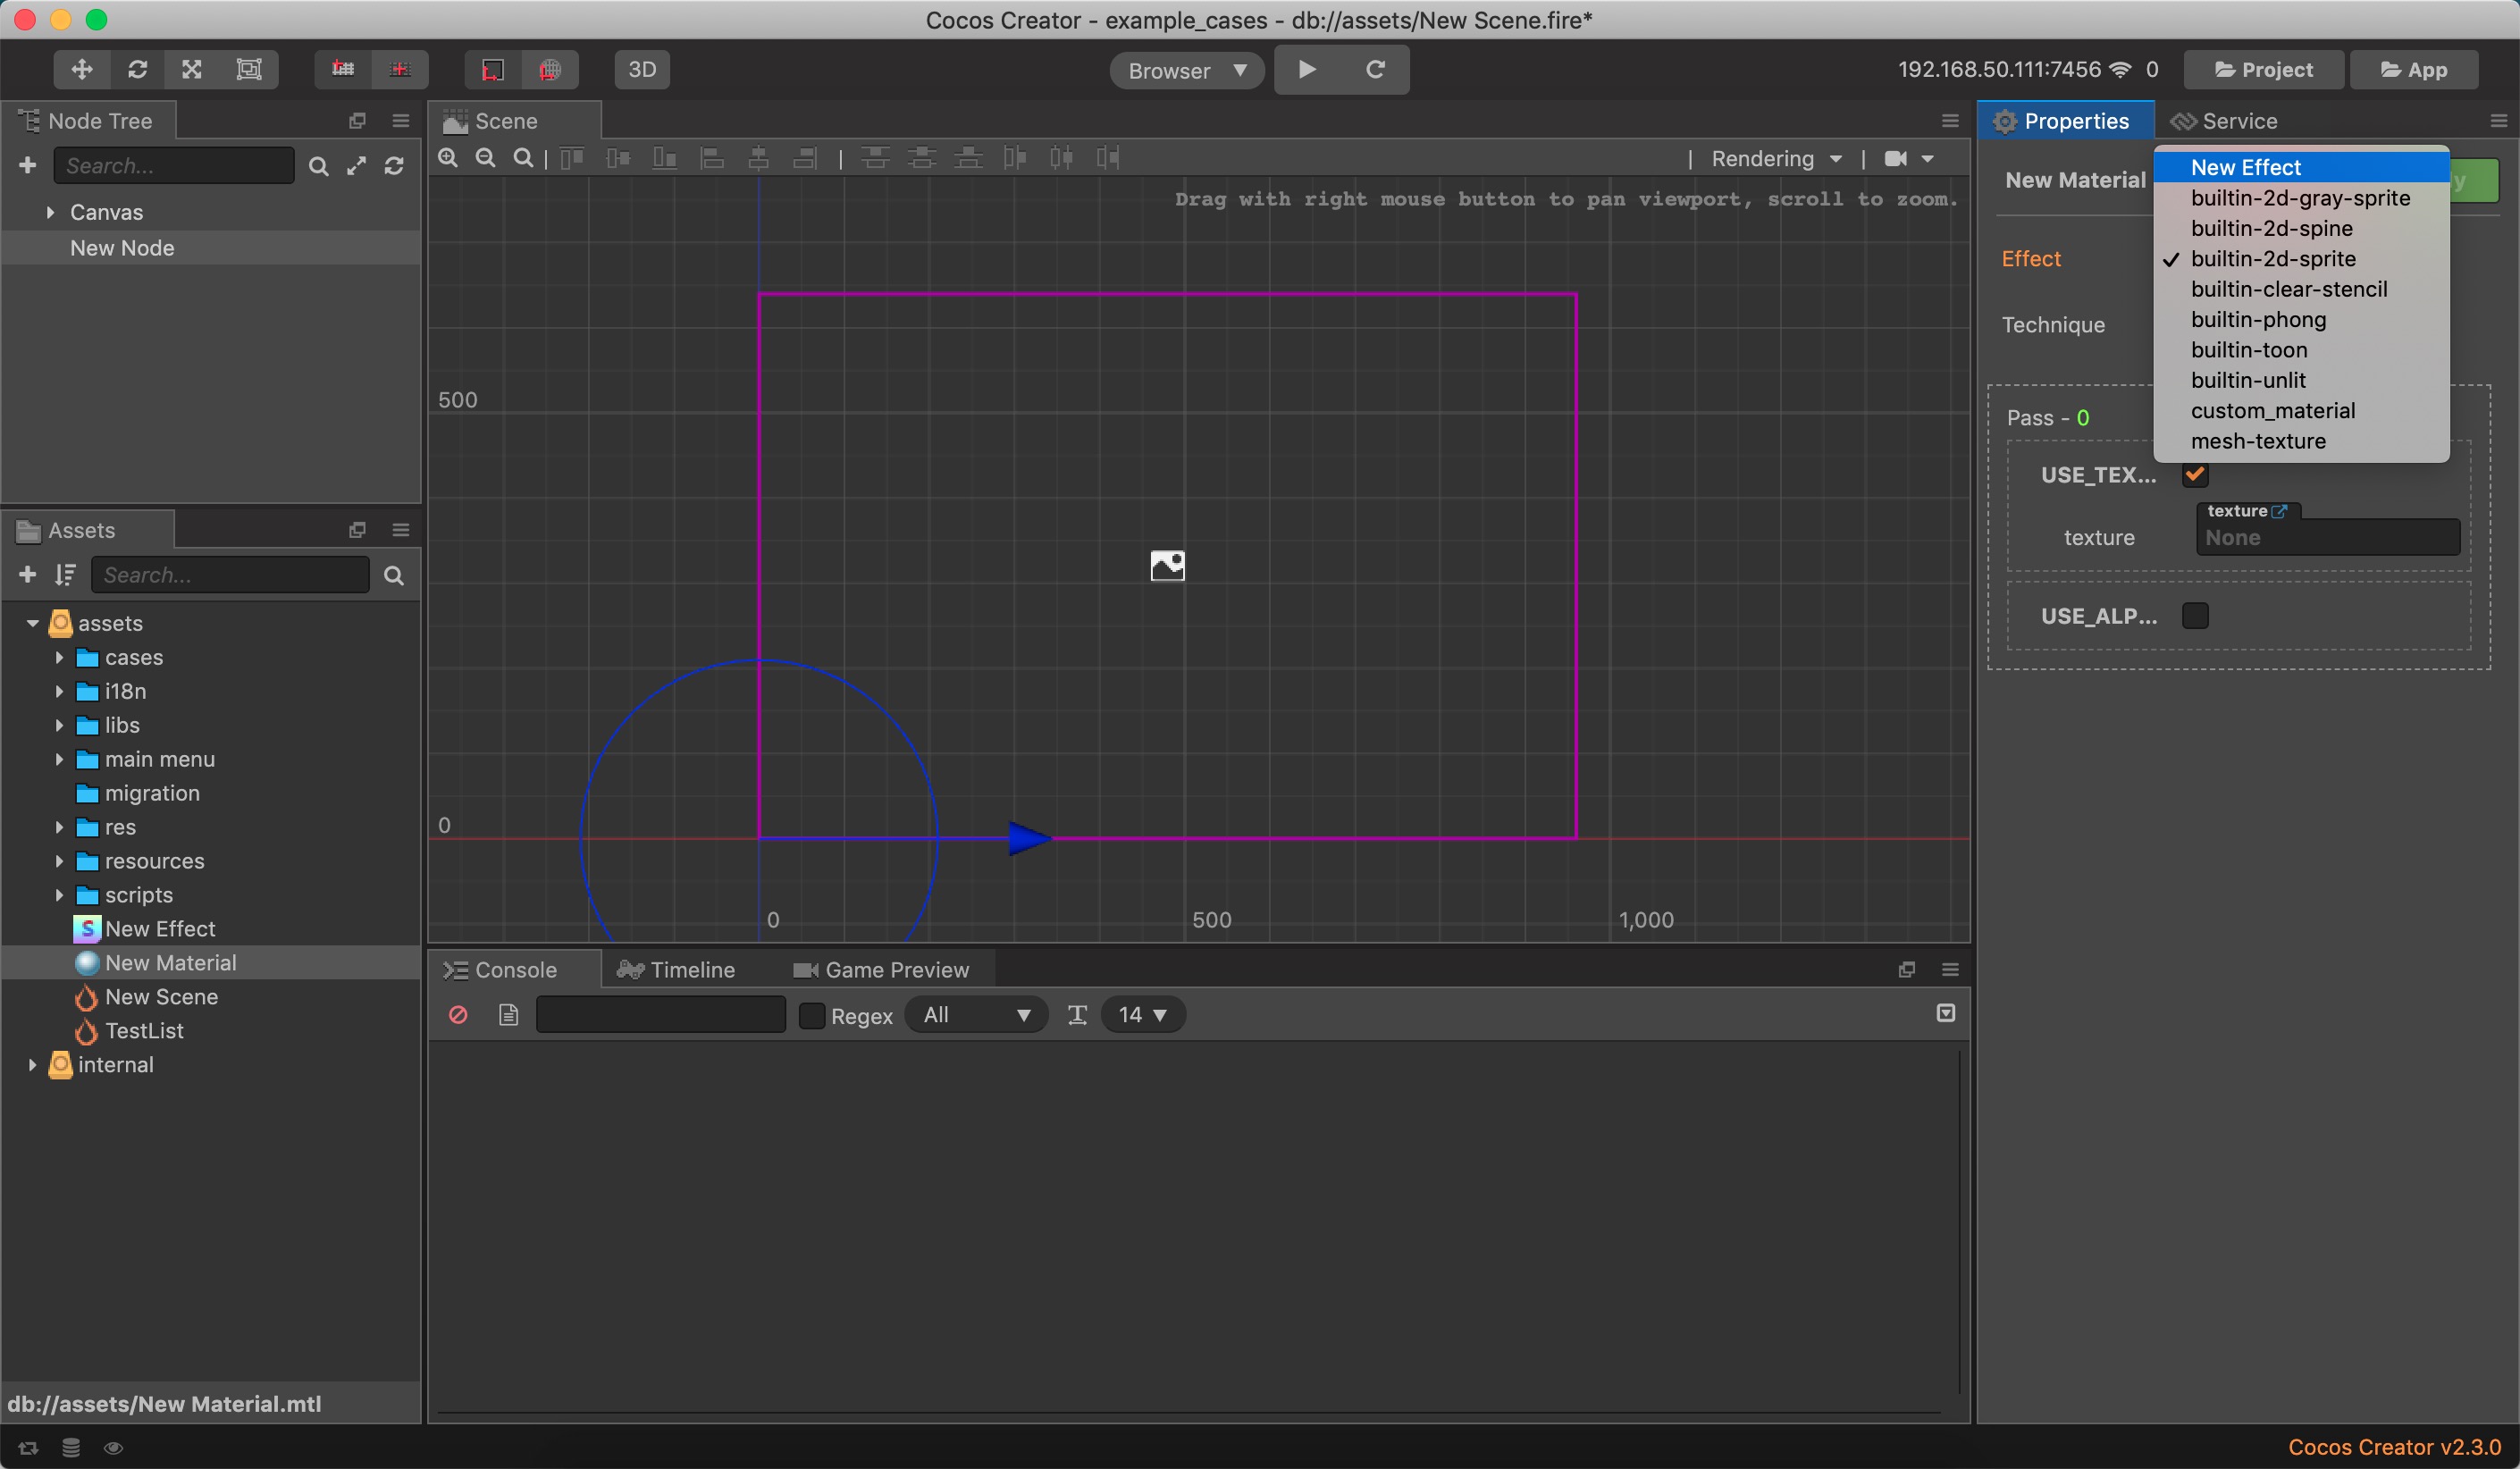 Cocos Creator - example_cases - db://assets/New Scene.fire*
3D
Browser
192.168.50.111:7456
0
Project
App
Node Tree
Search...
Canvas
New Node
Scene
Rendering
Drag with right mouse button to pan viewport, scroll to zoom.
500
0
0
500
1,000
Properties
Service
New Material
New Effect
builtin-2d-gray-sprite
builtin-2d-spine
builtin-2d-sprite
builtin-clear-stencil
builtin-phong
builtin-toon
builtin-unlit
custom_material
mesh-texture
Effect
Technique
Pass - 0
USE_TEX...
texture
texture
None
USE_ALP...
Assets
Search...
assets
cases
i18n
libs
main menu
migration
res
resources
scripts
New Effect
New Material
New Scene
TestList
internal
db://assets/New Material.mtl
Console
Timeline
Game Preview
Regex
All
14
Cocos Creator v2.3.0